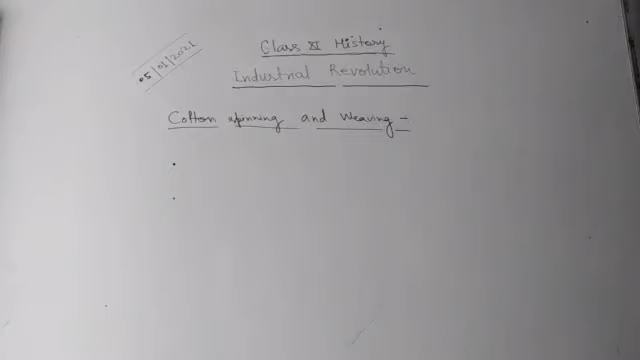 05/01/2021
Class XI History
Industrial Revolution
Cotton spinning and Weaving -